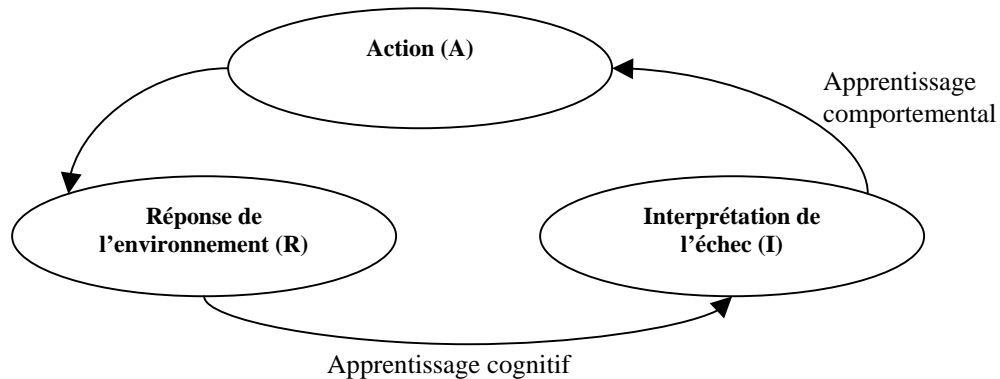 Action (A)
Apprentissage
comportemental
Réponse de
l’environnement (R)
Interprétation de
l’échec (I)
Apprentissage cognitif